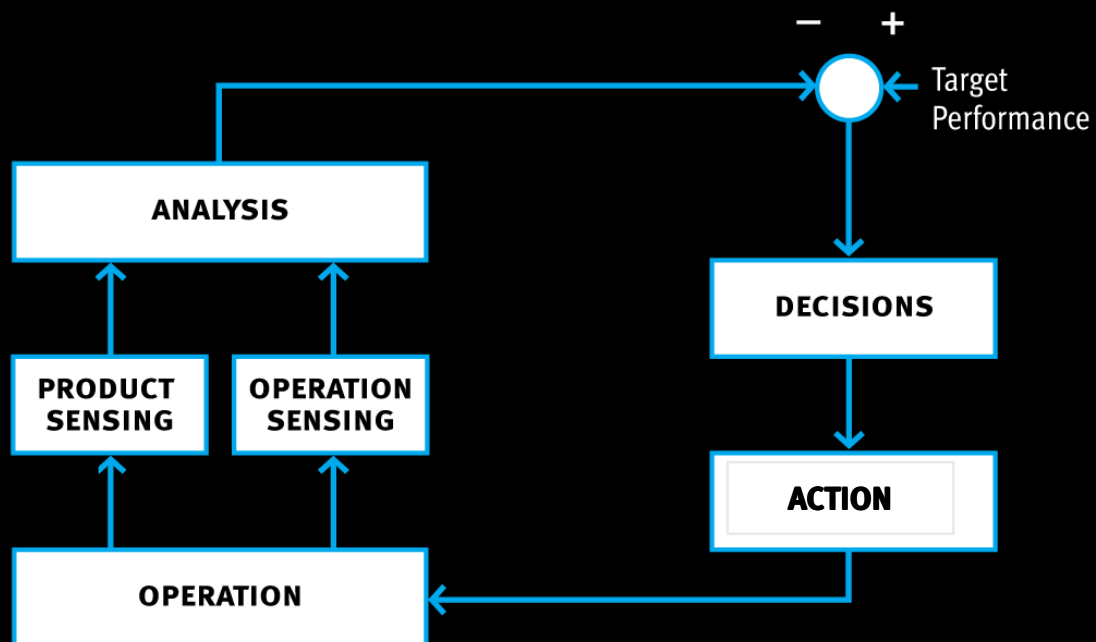 − +
Target
Performance
ANALYSIS
DECISIONS
PRODUCT
SENSING
OPERATION
SENSING
ACTION
OPERATION